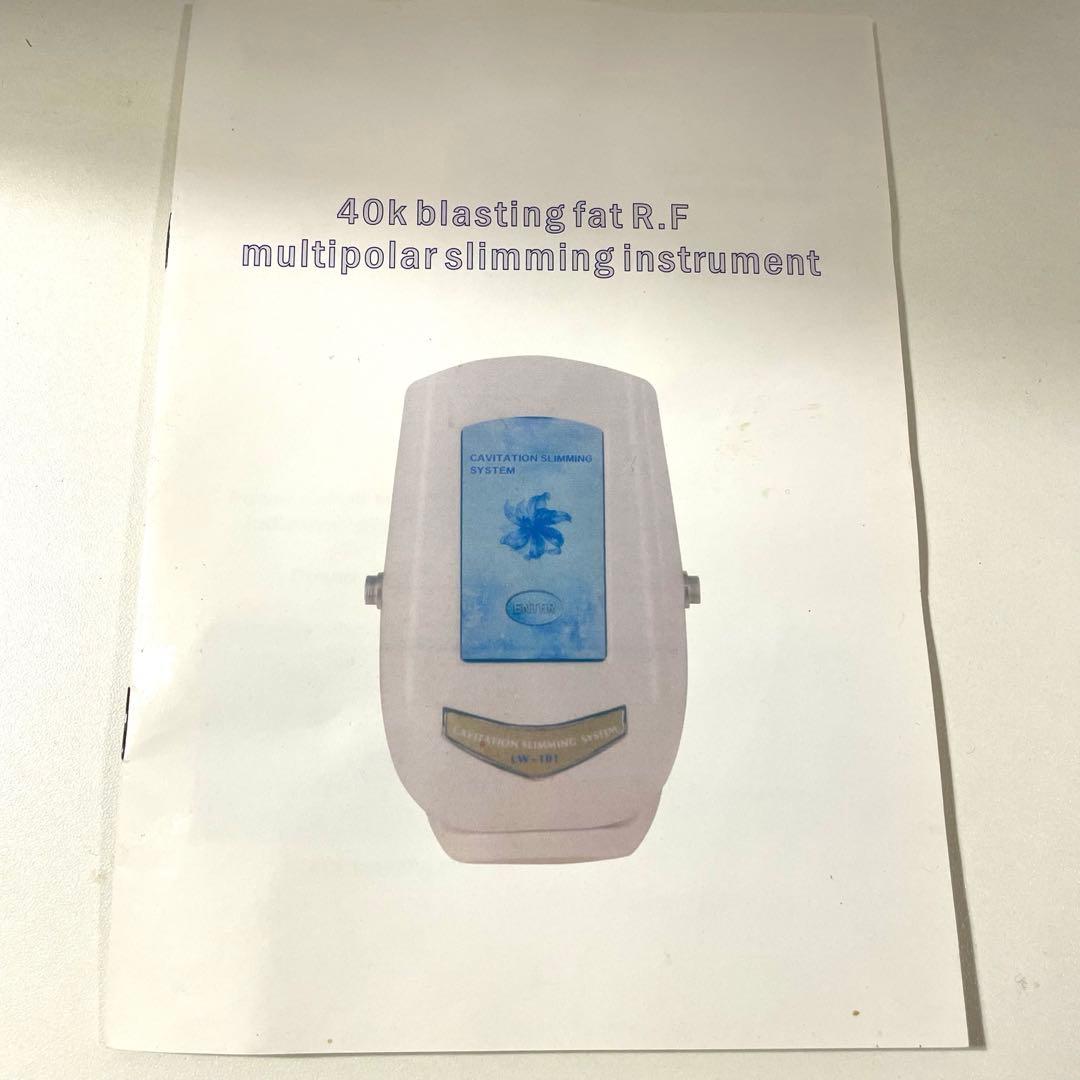 40k blasting fat R.F
multipolar slimming instrument
CAVITATION SLIMMING
SYSTEM
ENTER
CAVITATION SLIMMING SYSTEM
LW-101